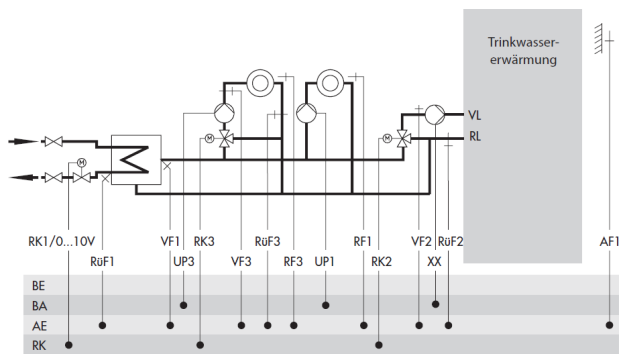 Trinkwasser-
erwärmung
VL
RL
M
M
M
RK1/0...10V
VF1
RK3
RüF3
RF1
VF2
RüF2
AF1
RüF1
UP3
VF3
RF3
UP1
RK2
XX
BE
BA
AE
RK